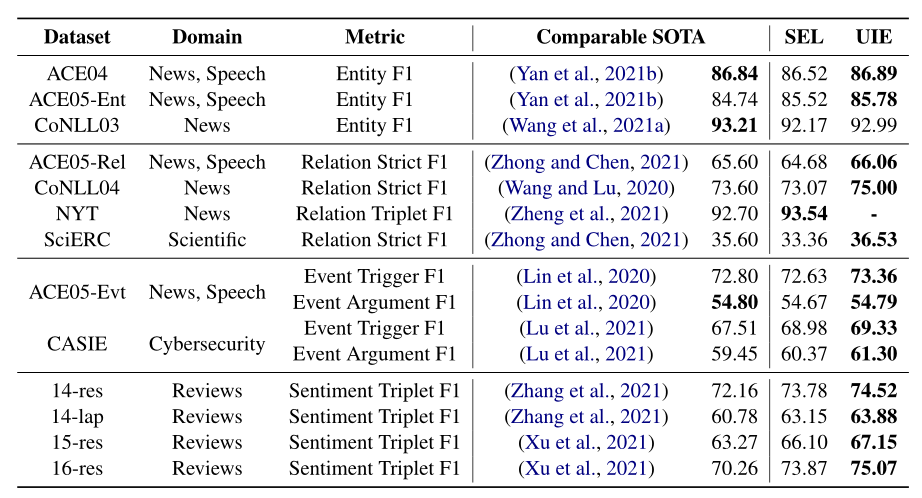 Dataset Domain Metric Comparable SOTA SEL UIE
ACE04 News, Speech Entity F1 (Yan et al., 2021b) 86.84 86.52 86.89
ACE05-Ent News, Speech Entity F1 (Yan et al., 2021b) 84.74 85.52 85.78
CoNLL03 News Entity F1 (Wang et al., 2021a) 93.21 92.17 92.99
ACE05-Rel News, Speech Relation Strict F1 (Zhong and Chen, 2021) 65.60 64.68 66.06
CoNLL04 News Relation Strict F1 (Wang and Lu, 2020) 73.60 73.07 75.00
NYT News Relation Triplet F1 (Zheng et al., 2021) 92.70 93.54 -
SciERC Scientific Relation Strict F1 (Zhong and Chen, 2021) 35.60 33.36 36.53
ACE05-Evt News, Speech Event Trigger F1 (Lin et al., 2020) 72.80 72.63 73.36
Event Argument F1 (Lin et al., 2020) 54.80 54.67 54.79
CASIE Cybersecurity Event Trigger F1 (Lu et al., 2021) 67.51 68.98 69.33
Event Argument F1 (Lu et al., 2021) 59.45 60.37 61.30
14-res Reviews Sentiment Triplet F1 (Zhang et al., 2021) 72.16 73.78 74.52
14-lap Reviews Sentiment Triplet F1 (Zhang et al., 2021) 60.78 63.15 63.88
15-res Reviews Sentiment Triplet F1 (Xu et al., 2021) 63.27 66.10 67.15
16-res Reviews Sentiment Triplet F1 (Xu et al., 2021) 70.26 73.87 75.07